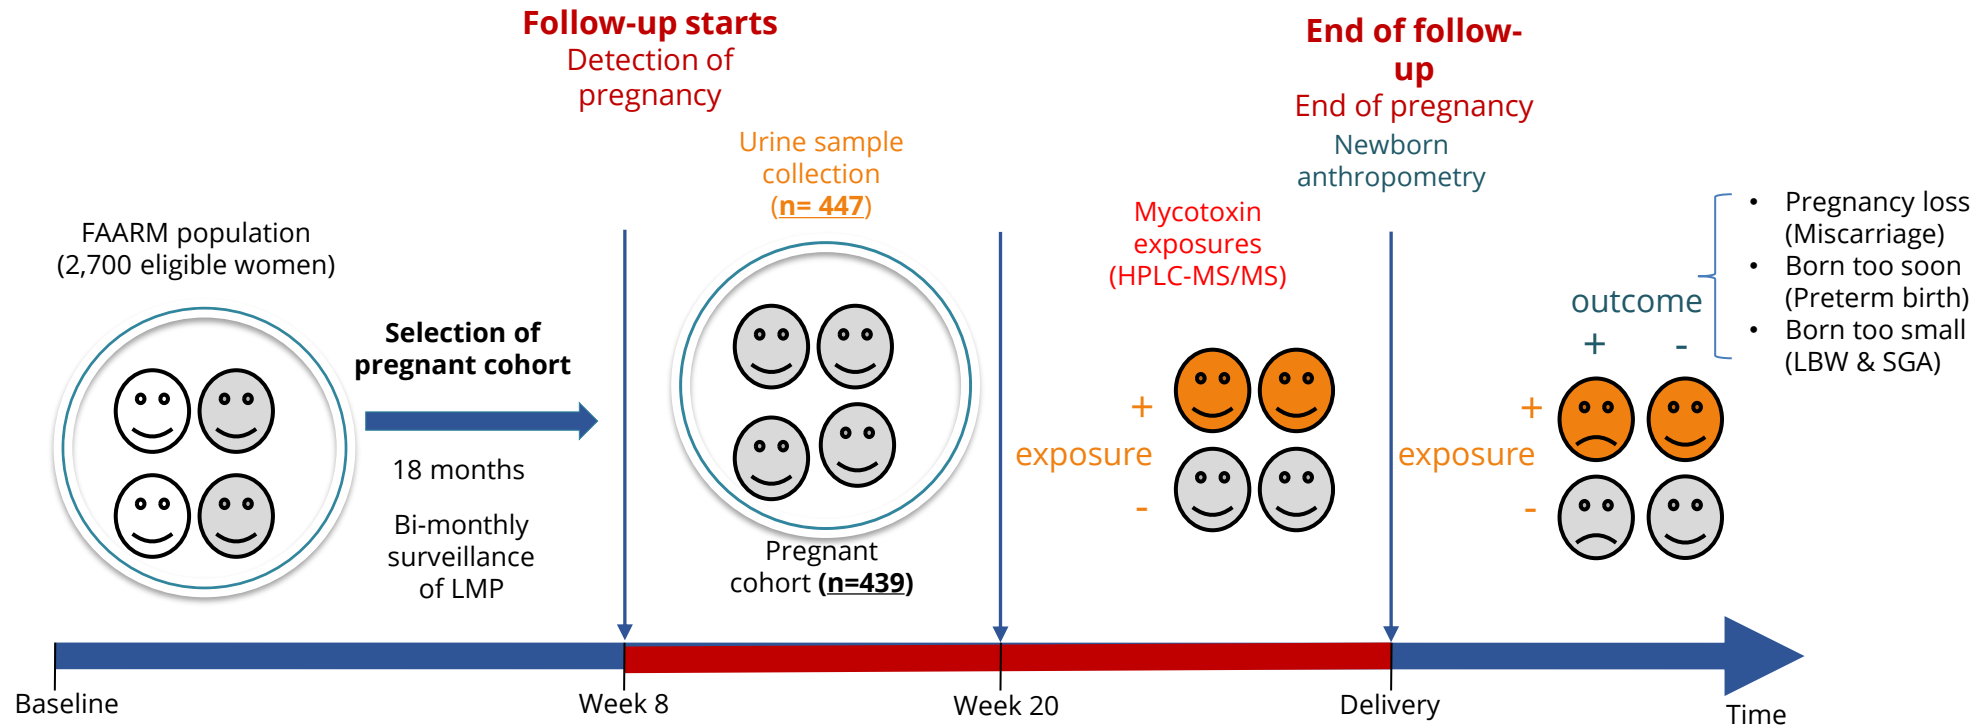 Follow-up starts
Detection of
pregnancy
End of follow-
up
End of pregnancy
Newborn
anthropometry
Urine sample
collection
(n= 447)
FAARM population
(2,700 eligible women)
Selection of
pregnant cohort
18 months
Bi-monthly
surveillance
of LMP
Pregnant
cohort (n=439)
Mycotoxin
exposures
(HPLC-MS/MS)
+
exposure
-
outcome
+ -
+
exposure
-
• Pregnancy loss
(Miscarriage)
• Born too soon
(Preterm birth)
• Born too small
(LBW & SGA)
Baseline
Week 8
Week 20
Delivery
Time